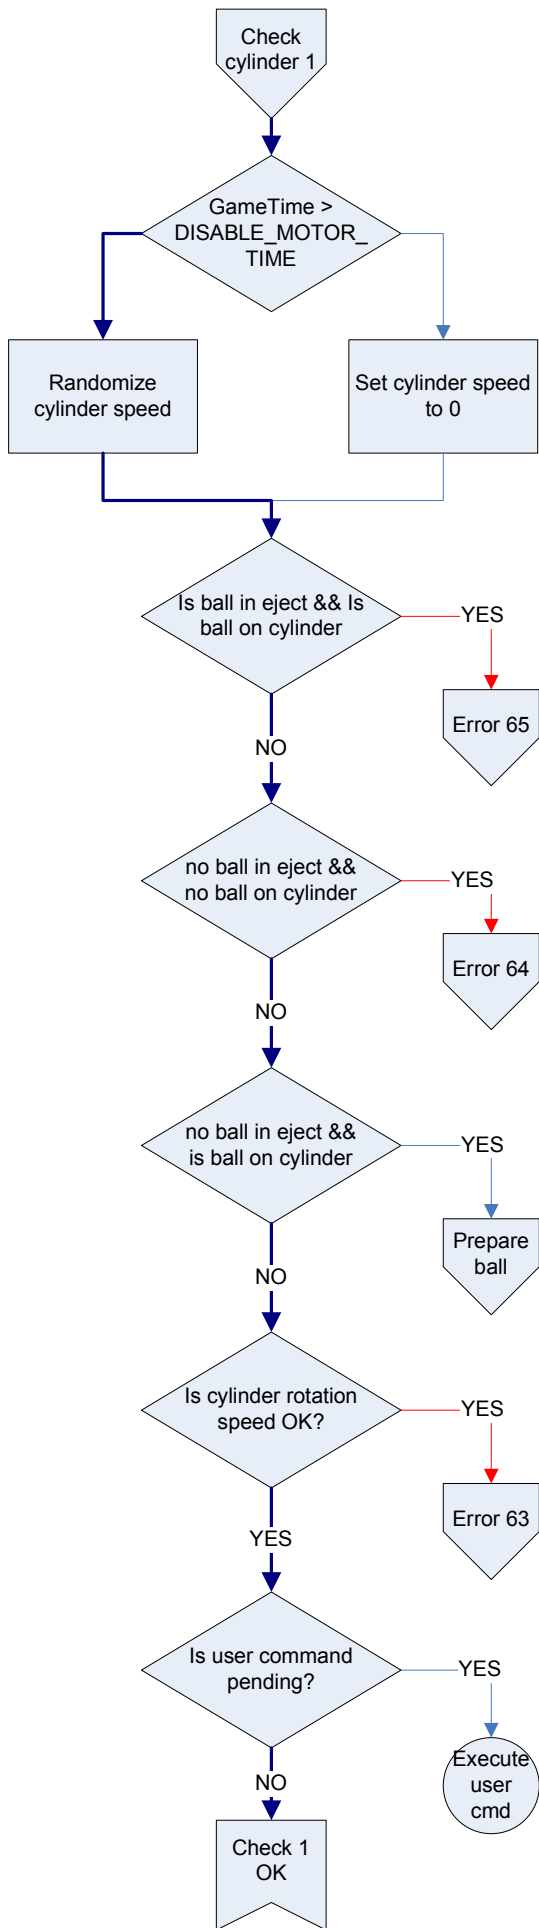 Check
cylinder 1
GameTime >
DISABLE_MOTOR_
TIME
Randomize
cylinder speed
Set cylinder speed
to 0
Is ball in eject && Is
ball on cylinder
YES
Error 65
NO
no ball in eject &&
no ball on cylinder
YES
Error 64
NO
no ball in eject &&
is ball on cylinder
YES
Prepare
ball
NO
Is cylinder rotation
speed OK?
YES
Error 63
YES
Is user command
pending?
YES
Execute
user
cmd
NO
Check 1
OK